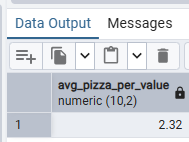 Data Output Messages
avg_pizza_per_value
numeric (10,2)
1 2.32